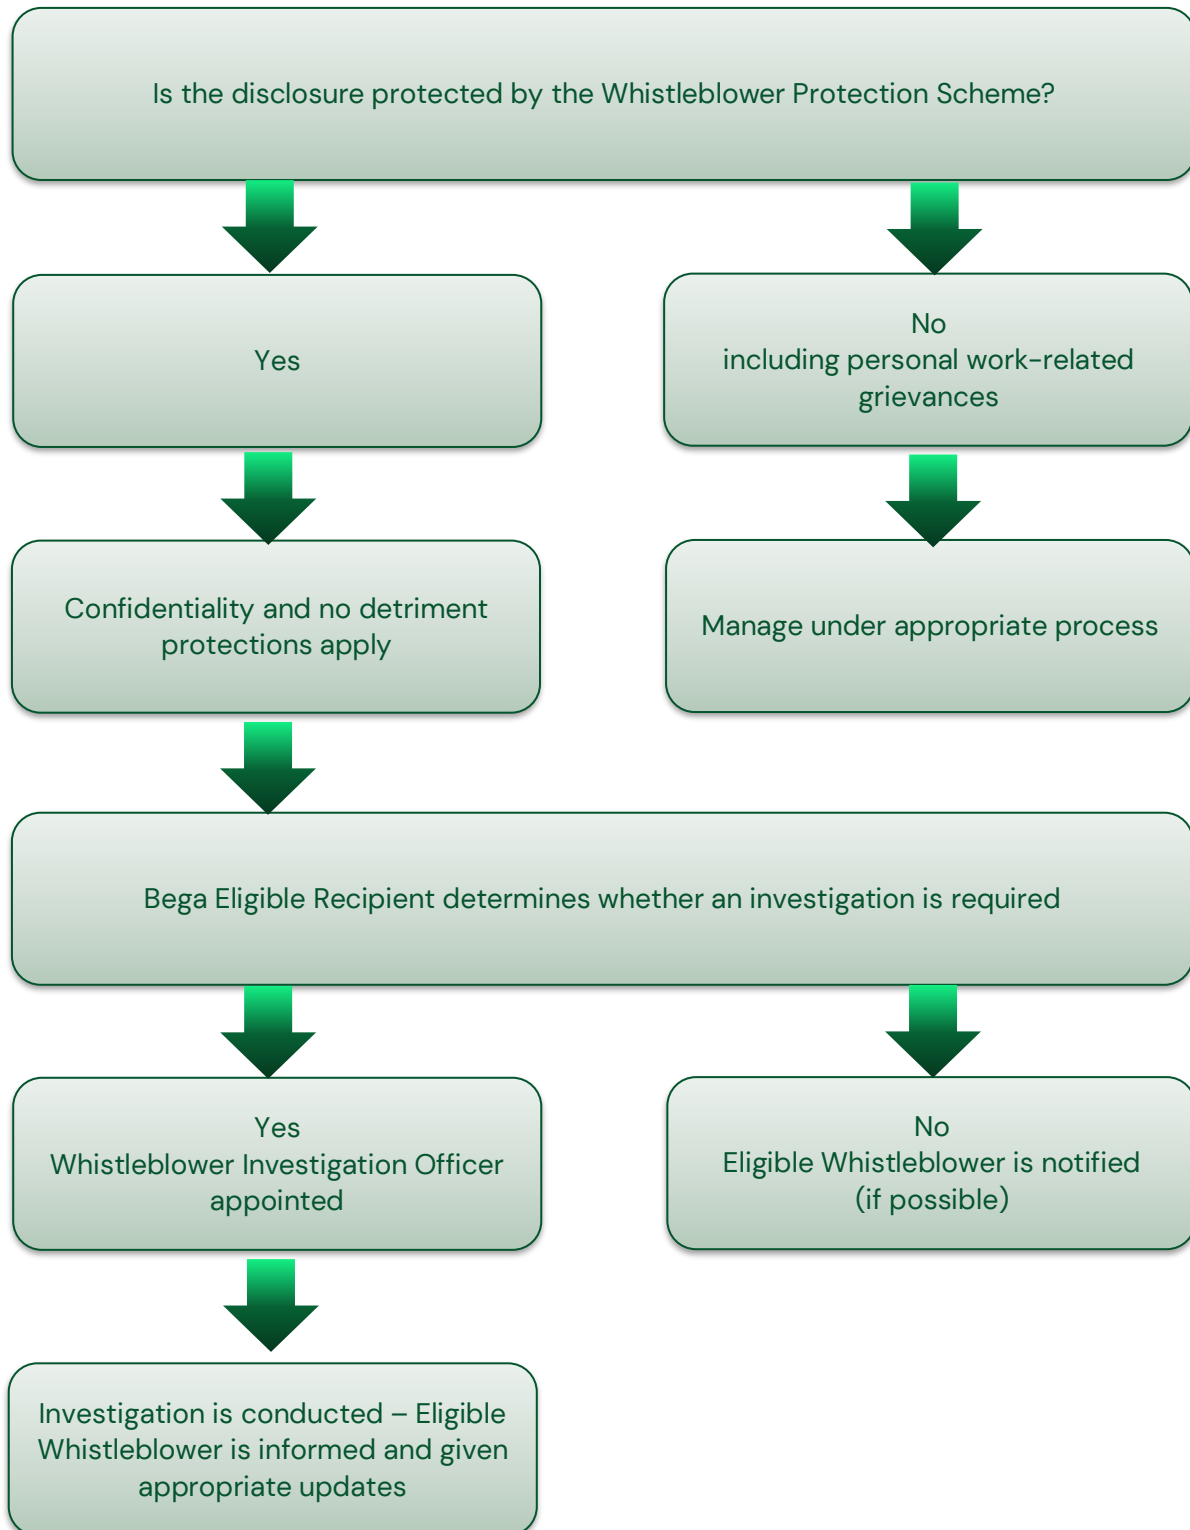 Is the disclosure protected by the Whistleblower Protection Scheme?
Yes
No
including personal work-related
grievances
Confidentiality and no detriment
protections apply
Manage under appropriate process
Bega Eligible Recipient determines whether an investigation is required
Yes
Whistleblower Investigation Officer
appointed
No
Eligible Whistleblower is notified
(if possible)
Investigation is conducted – Eligible
Whistleblower is informed and given
appropriate updates